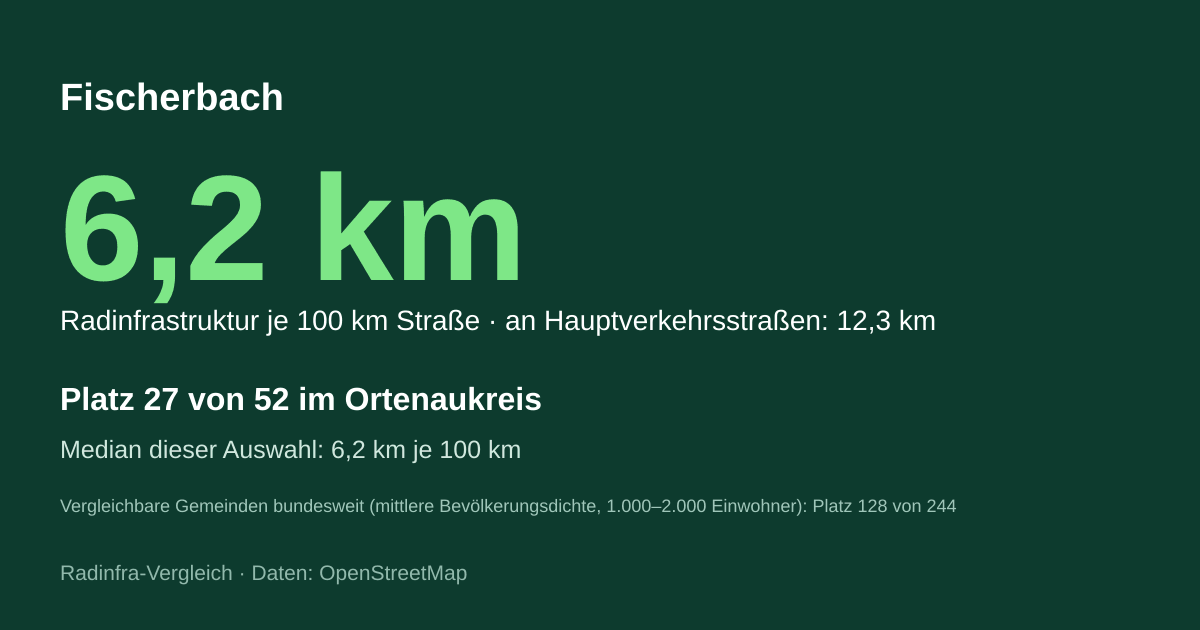 Fischerbach
6,2 km
Radinfrastruktur je 100 km Straße · an Hauptverkehrsstraßen: 12,3 km
Platz 27 von 52 im Ortenaukreis
Median dieser Auswahl: 6,2 km je 100 km
Vergleichbare Gemeinden bundesweit (mittlere Bevölkerungsdichte, 1.000–2.000 Einwohner): Platz 128 von 244
Radinfra-Vergleich · Daten: OpenStreetMap